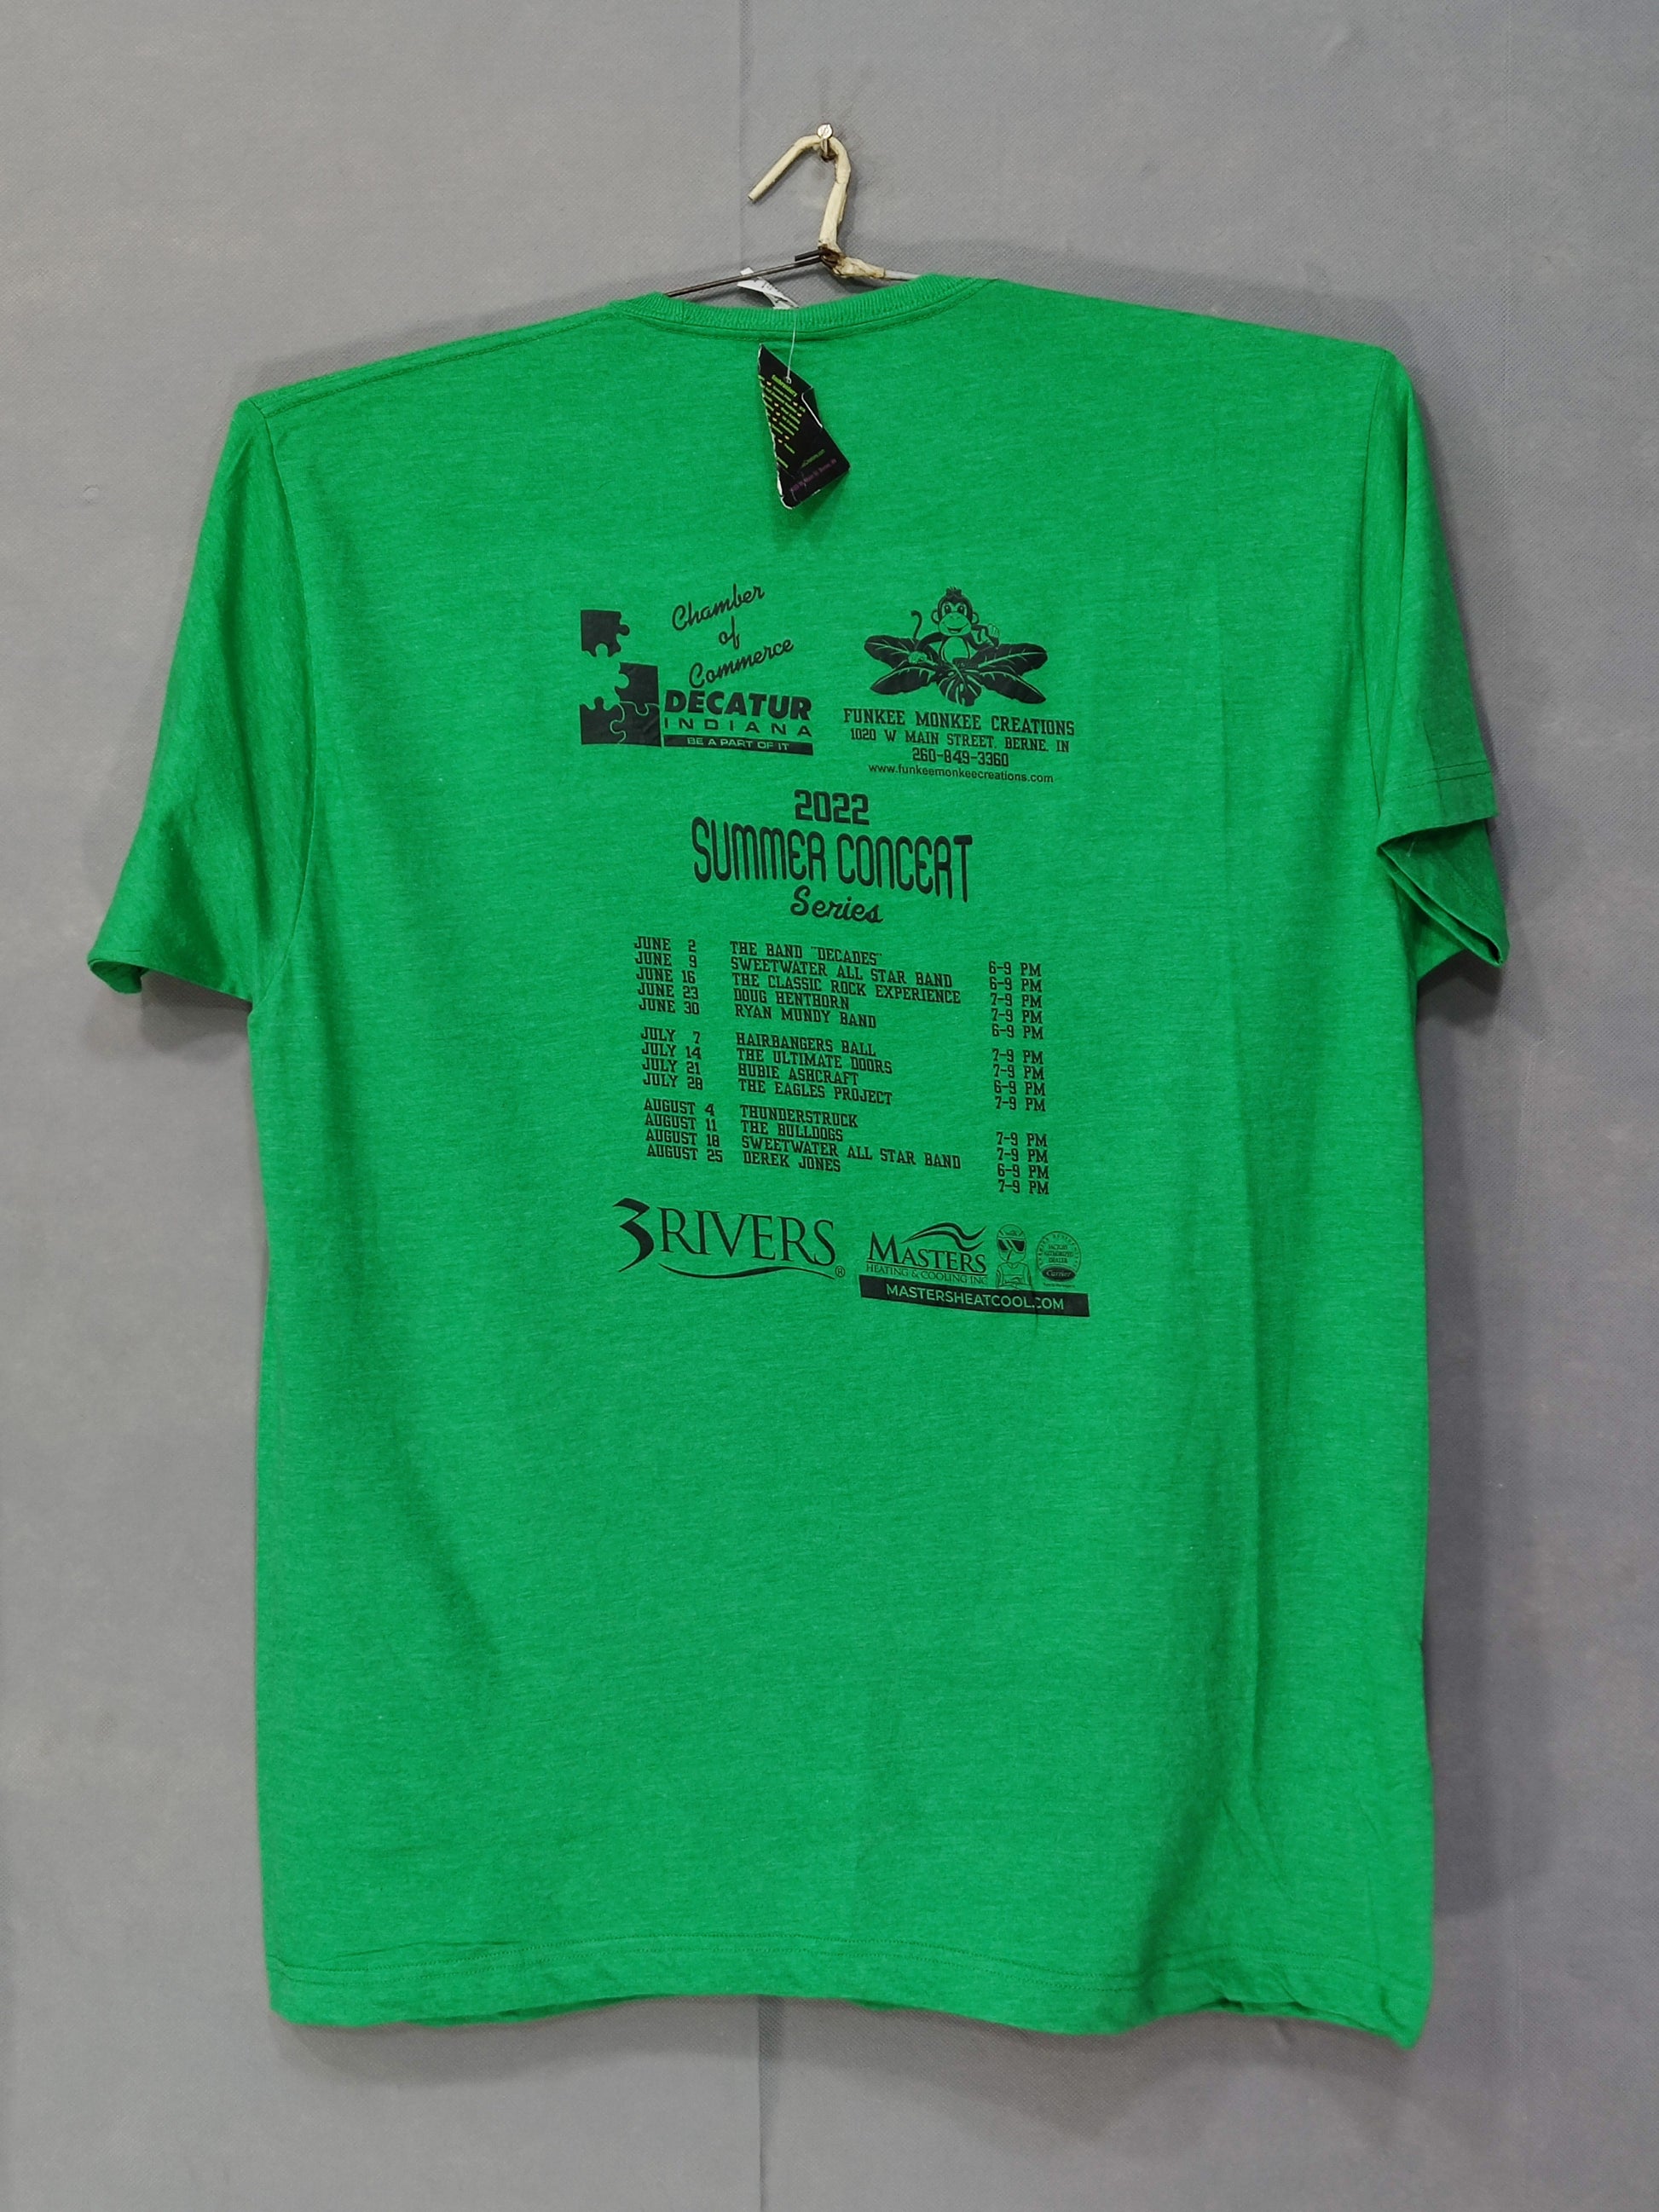 Embroidery
Chamber
of
Commerce
DECATUR
INDIANA
BE A PART OF IT
FUNKEE MONKEE CREATIONS
1020 W MAIN STREET, BERNE, IN
260-849-3360
www.funkeemonkeecreations.com
2022
SUMMER CONCERT
Series
JUNE 2 THE BAND "DECADES" 6-9 PM
JUNE 9 SWEETWATER ALL STAR BAND 6-9 PM
JUNE 16 THE CLASSIC ROCK EXPERIENCE 7-9 PM
JUNE 23 DOUG HENTHORN 7-9 PM
JUNE 30 RYAN MUNDY BAND 6-9 PM
JULY 7 HAIRBANGERS BALL 7-9 PM
JULY 14 THE ULTIMATE DOORS 7-9 PM
JULY 21 HUBIE ASHCRAFT 6-9 PM
JULY 28 THE EAGLES PROJECT 7-9 PM
AUGUST 4 THUNDERSTRUCK 7-9 PM
AUGUST 11 THE BULLDOGS 7-9 PM
AUGUST 18 SWEETWATER ALL STAR BAND 6-9 PM
AUGUST 25 DEREK JONES 7-9 PM
3RIVERS®
MASTERS
HEATING & COOLING INC
FACTORY
AUTHORIZED
DEALER
Carrier
MASTERSHEATCOOL.COM